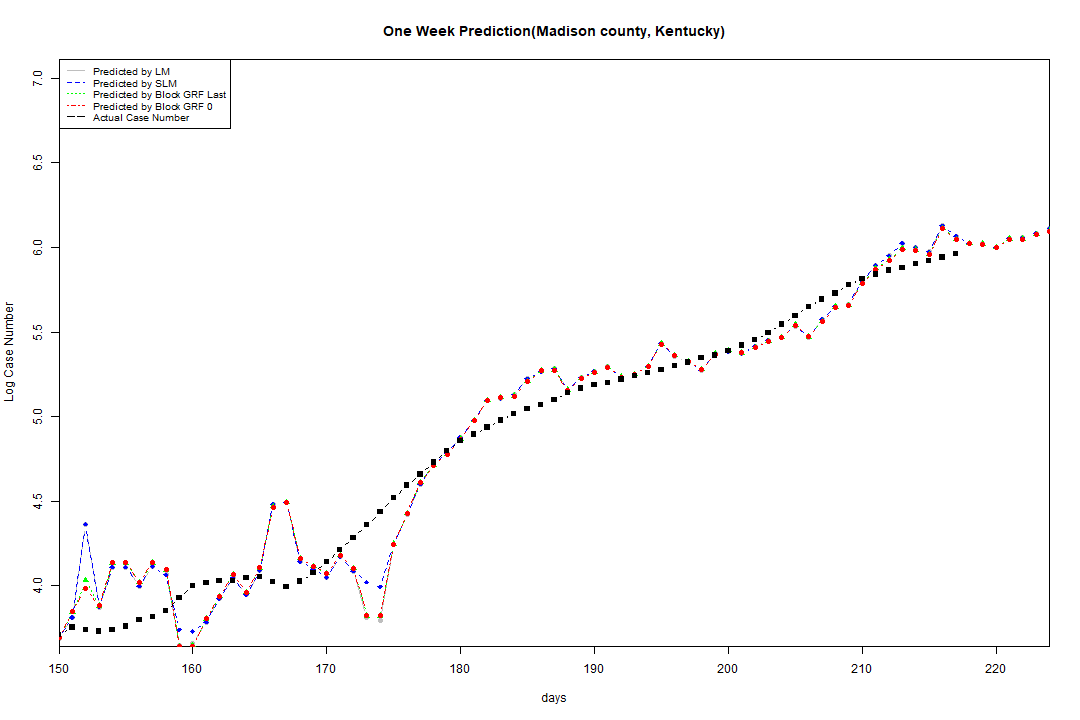 One Week Prediction(Madison county, Kentucky)
Predicted by LM
Predicted by SLM
Predicted by Block GRF Last
Predicted by Block GRF 0
Actual Case Number
7.0
6.5
6.0
5.5
5.0
4.5
4.0
Log Case Number
150 160 170 180 190 200 210 220
days